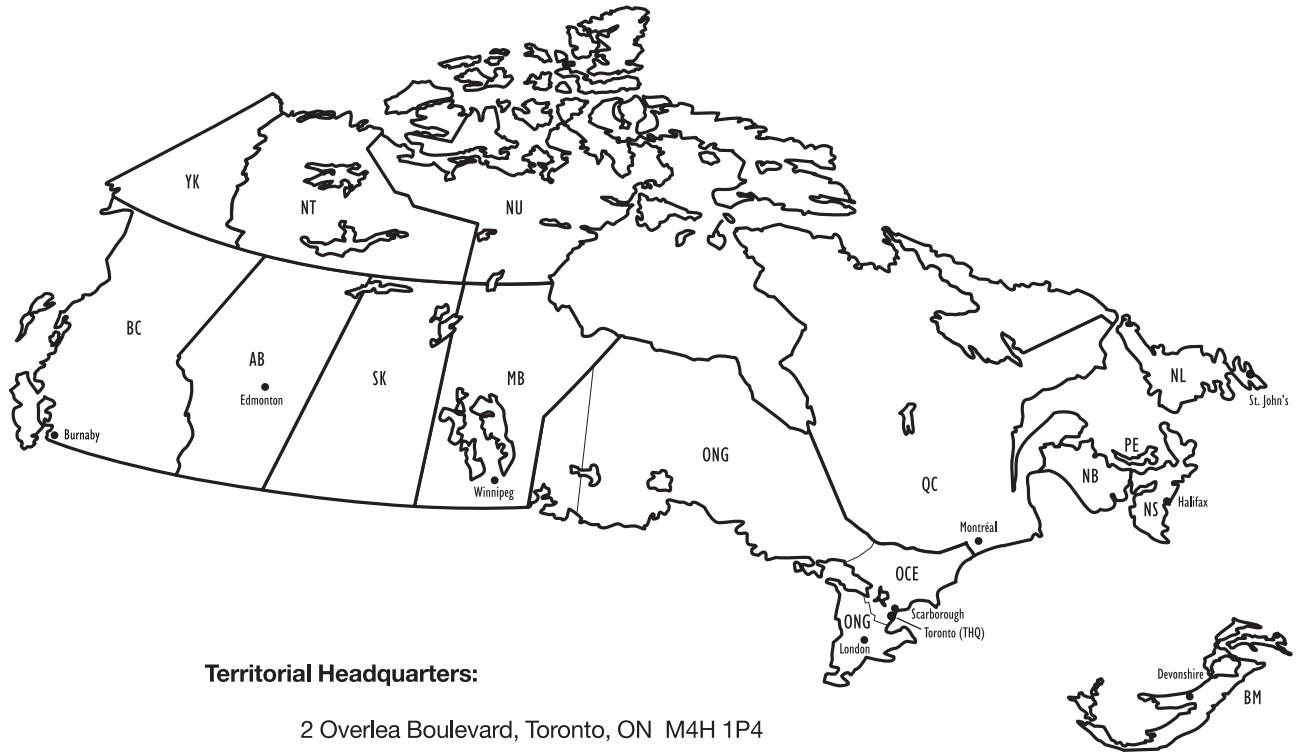 YK
NT
NU
BC
AB
Edmonton
SK
MB
NL
St. John's
Burnaby
ONG
PE
NB
QC
Winnipeg
NS
Halifax
Montréal
OCE
Scarborough
ONG
Toronto (THQ)
London
Territorial Headquarters:
Devonshire
BM
2 Overlea Boulevard, Toronto, ON M4H 1P4